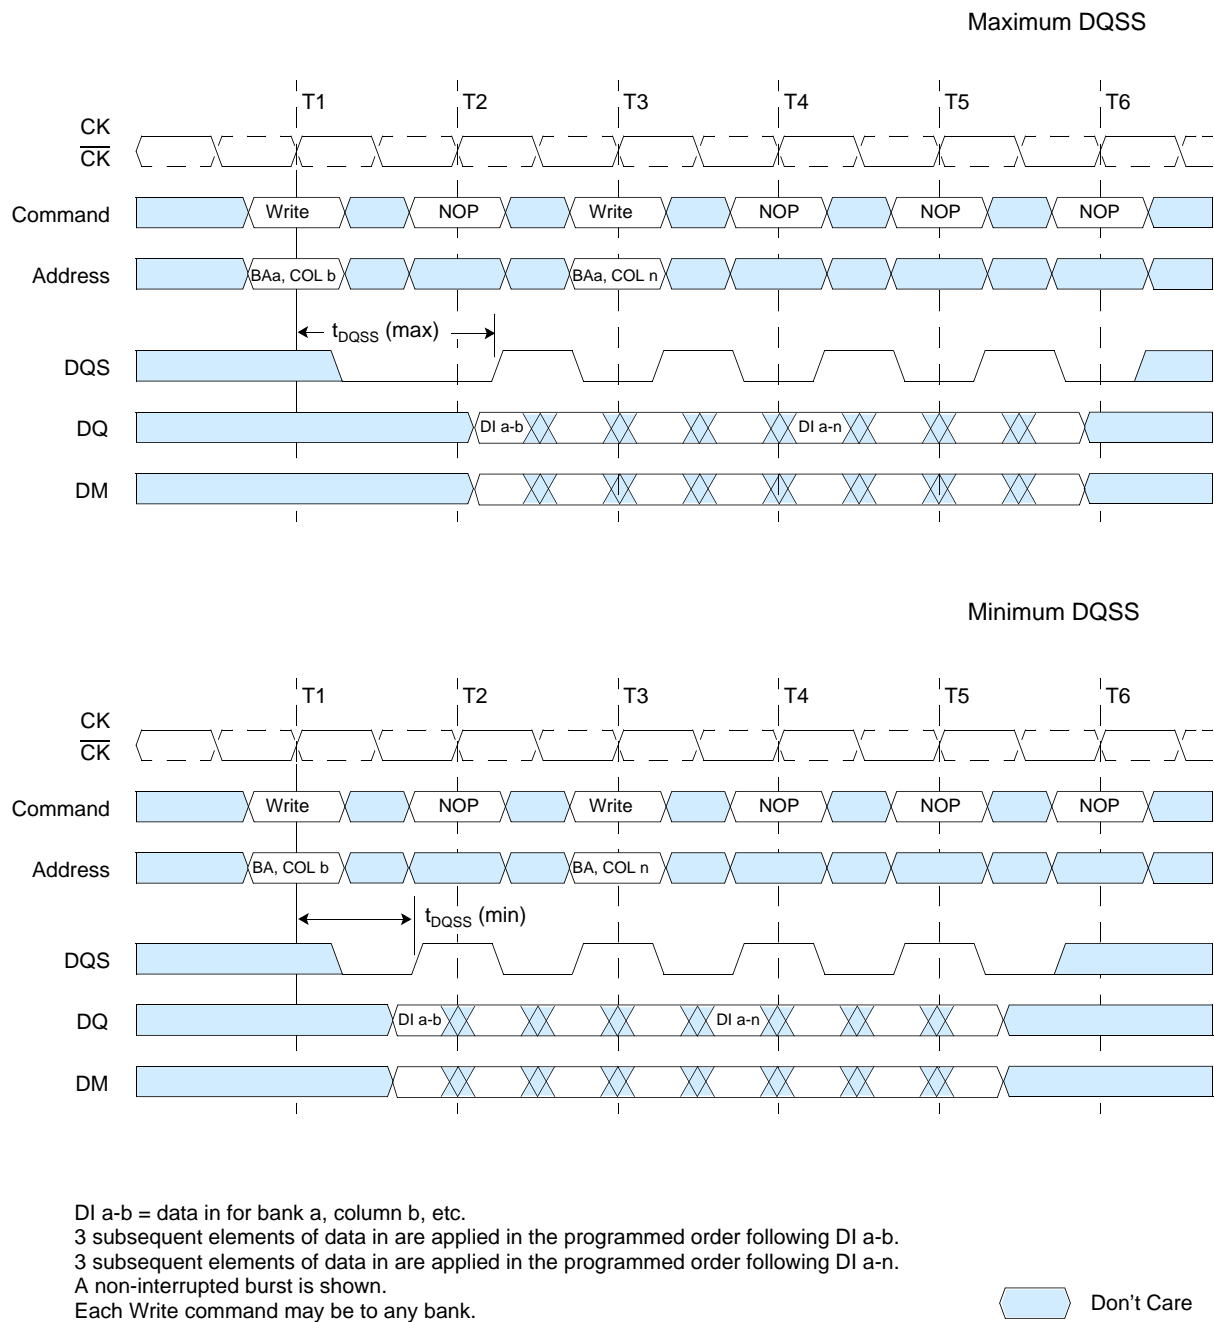 Maximum DQSS
T1 T2 T3 T4 T5 T6
CK
CK
Command Write NOP Write NOP NOP NOP
Address BAa, COL b BAa, COL n
tDQSS (max)
DQS
DQ DI a-b DI a-n
DM
Minimum DQSS
T1 T2 T3 T4 T5 T6
CK
CK
Command Write NOP Write NOP NOP NOP
Address BA, COL b BA, COL n
tDQSS (min)
DQS
DQ DI a-b DI a-n
DM
DI a-b = data in for bank a, column b, etc.
3 subsequent elements of data in are applied in the programmed order following DI a-b.
3 subsequent elements of data in are applied in the programmed order following DI a-n.
A non-interrupted burst is shown.
Each Write command may be to any bank.
Don't Care